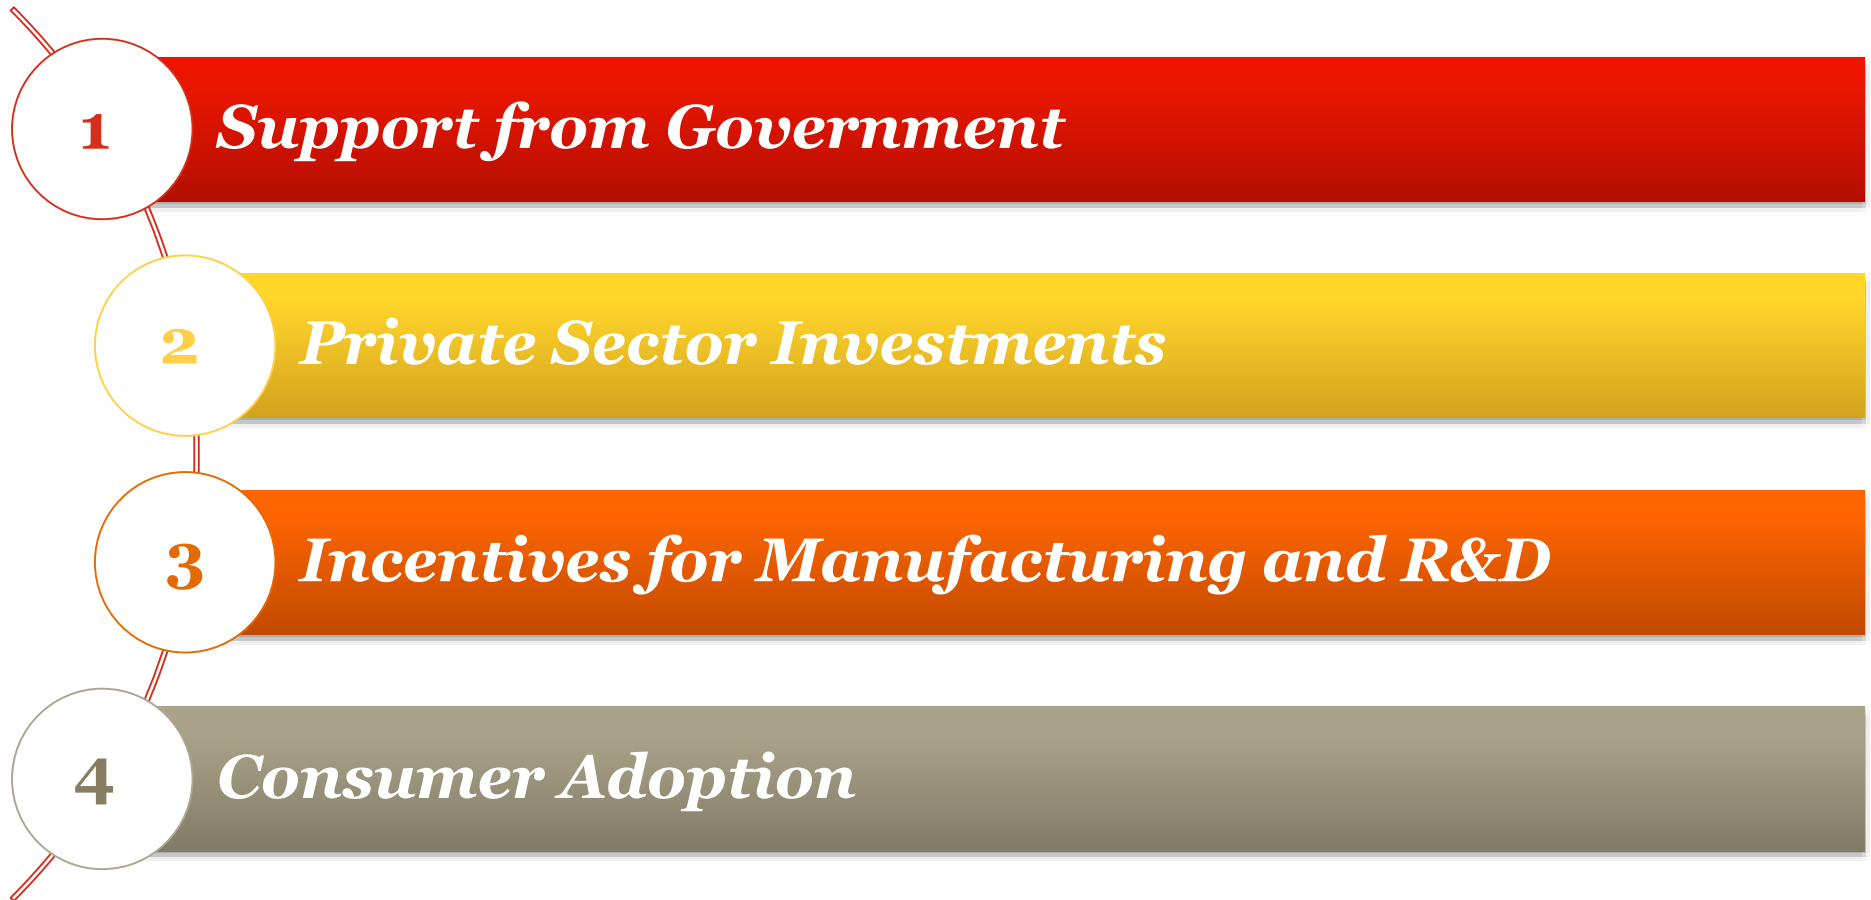 1 Support from Government
2 Private Sector Investments
3 Incentives for Manufacturing and R&D
4 Consumer Adoption